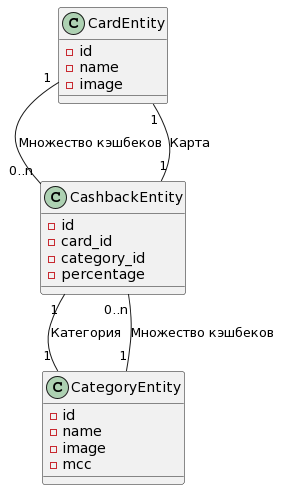 C CardEntity
id
name
image
1
1
Множество кэшбеков
Карта
0..n
1
C CashbackEntity
id
card_id
category_id
percentage
1
0..n
Категория
Множество кэшбеков
1
1
C CategoryEntity
id
name
image
mcc